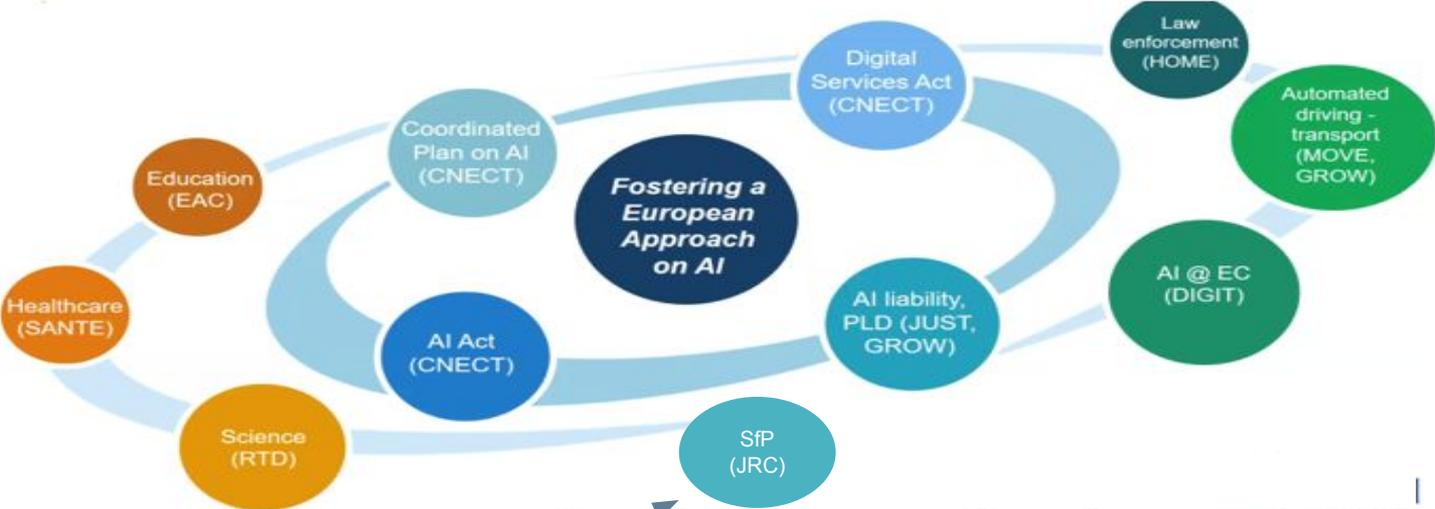 Law
enforcement
(HOME)
Digital
Services Act
(CNECT)
Automated
driving -
transport
(MOVE,
GROW)
Coordinated
Plan on AI
(CNECT)
Education
(EAC)
Fostering a
European
Approach
on AI
AI @ EC
(DIGIT)
Healthcare
(SANTE)
AI liability,
PLD (JUST,
GROW)
AI Act
(CNECT)
Science
(RTD)
SfP
(JRC)